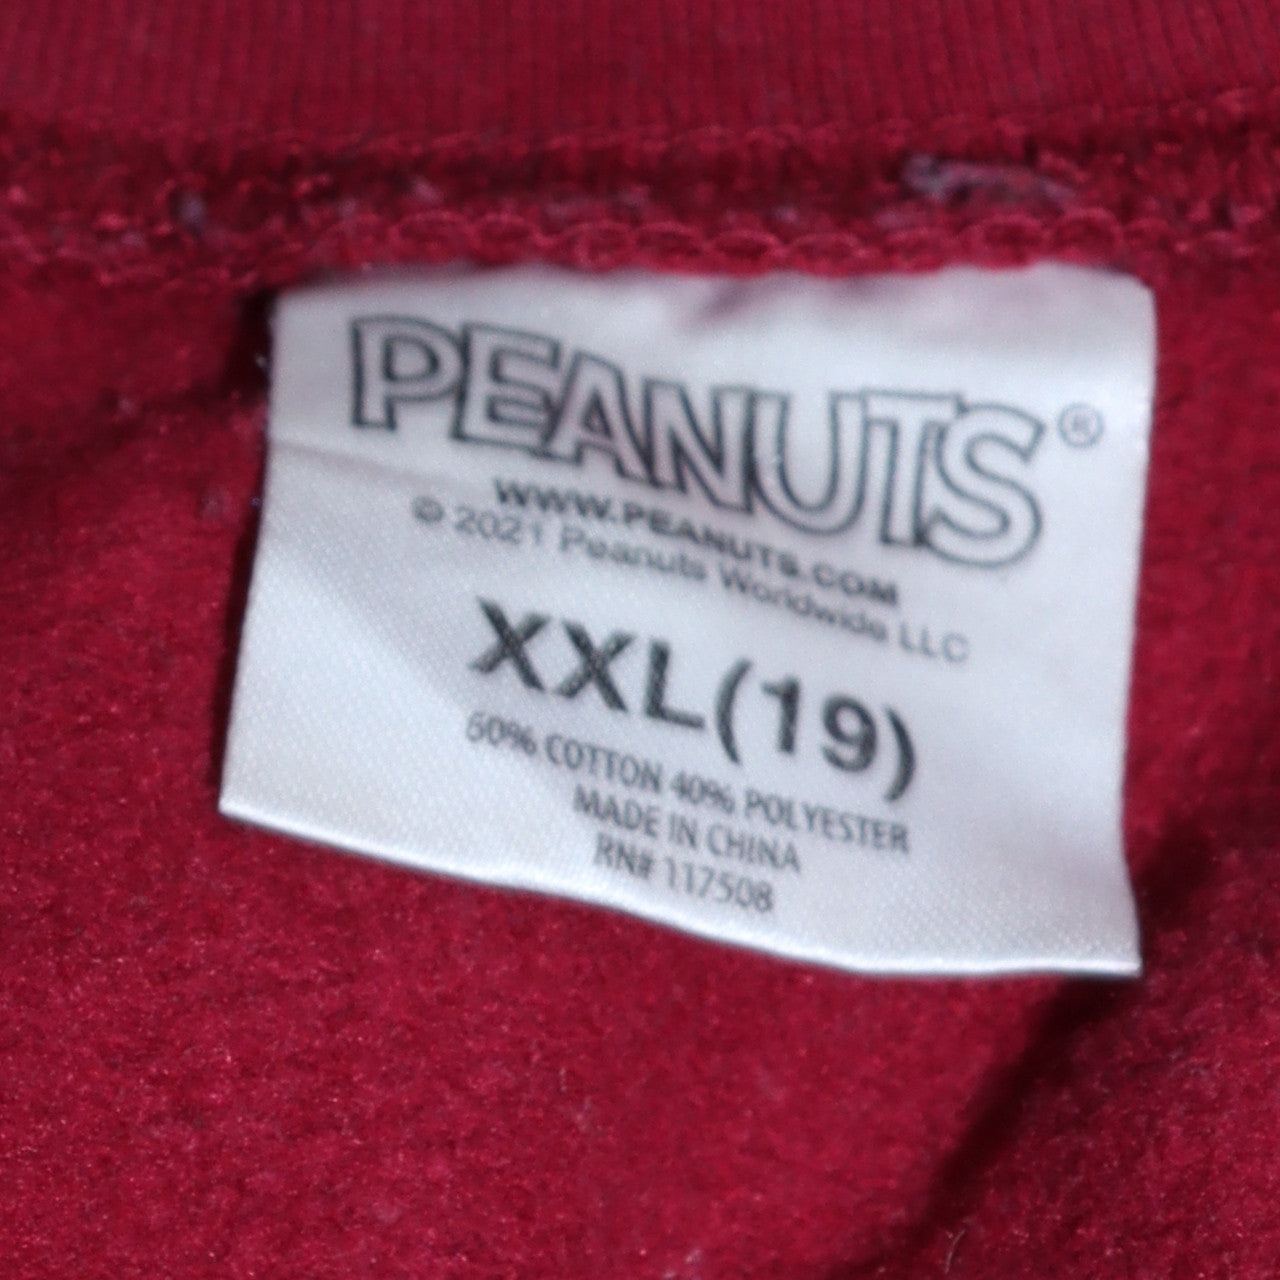 PEANUTS®
WWW.PEANUTS.COM
© 2021 Peanuts Worldwide LLC
XXL(19)
60% COTTON 40% POLYESTER
MADE IN CHINA
RN# 117508